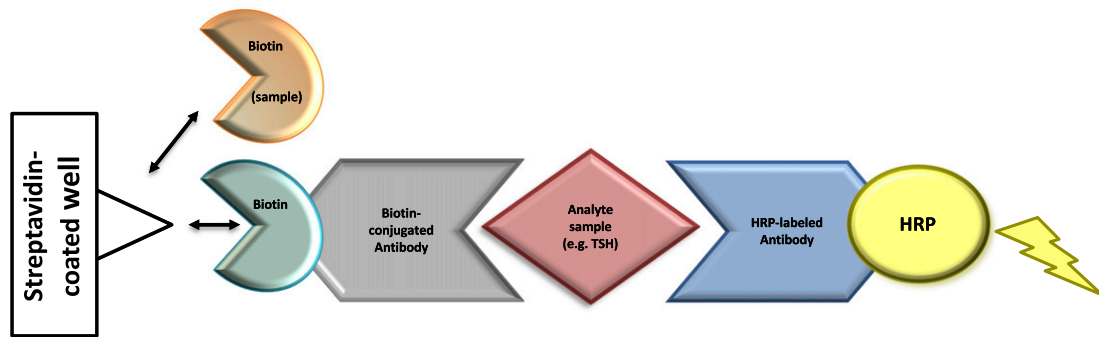 Streptavidin-
coated well
Biotin
(sample)
Biotin
Biotin-
conjugated
Antibody
Analyte
sample
(e.g. TSH)
HRP-labeled
Antibody
HRP